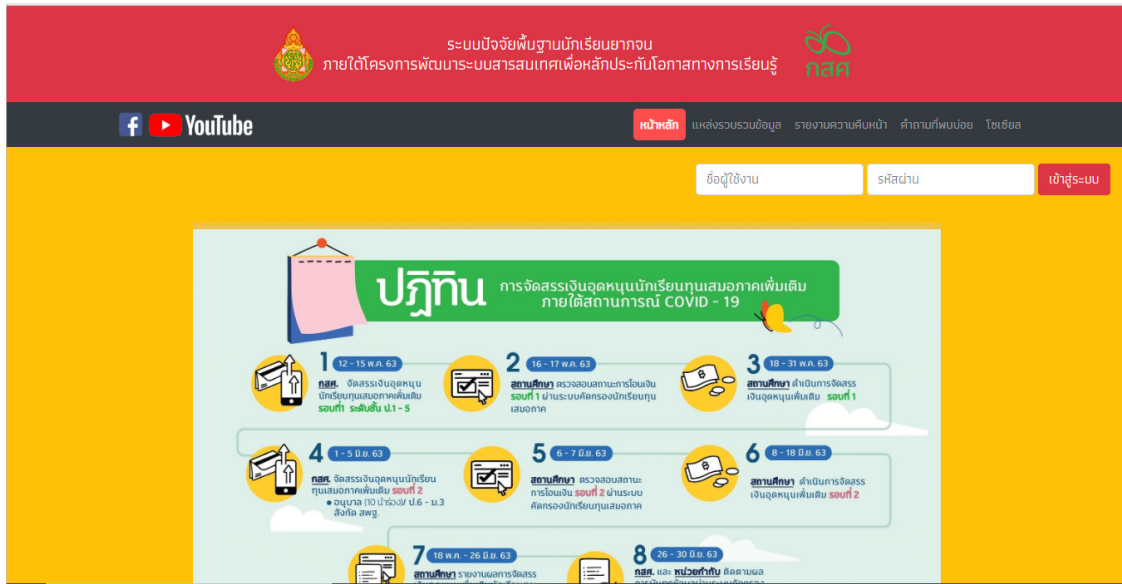 ระบบปัจจัยพื้นฐานนักเรียนยากจน
ภายใต้โครงการพัฒนาระบบสารสนเทศเพื่อหลักประกันโอกาสทางการเรียนรู้
กสศ
YouTube
หน้าหลัก แหล่งรวบรวมข้อมูล รายงานความคืบหน้า คำถามที่พบบ่อย โซเชียล
ชื่อผู้ใช้งาน รหัสผ่าน เข้าสู่ระบบ
ปฏิทิน
การจัดสรรเงินอุดหนุนนักเรียนทุนเสมอภาคเพิ่มเติม
ภายใต้สถานการณ์ COVID - 19
1 12 - 15 พ.ค. 63
กสศ. จัดสรรเงินอุดหนุน
นักเรียนทุนเสมอภาคเพิ่มเติม
รอบที่1 ระดับชั้น ป.1 - 5
2 16 - 17 พ.ค. 63
สถานศึกษา ตรวจสอบสถานะการโอนเงิน
รอบที่ 1 ผ่านระบบคัดกรองนักเรียนทุน
เสมอภาค
3 18 - 31 พ.ค. 63
สถานศึกษา ดำเนินการจัดสรร
เงินอุดหนุนเพิ่มเติม รอบที่ 1
4 1 - 5 มิ.ย. 63
กสศ. จัดสรรเงินอุดหนุนนักเรียน
ทุนเสมอภาคเพิ่มเติม รอบที่ 2
• อนุบาล (10 นำร่อง)/ ป.6 - ม.3
สังกัด สพฐ.
5 6 - 7 มิ.ย. 63
สถานศึกษา ตรวจสอบสถานะ
การโอนเงิน รอบที่ 2 ผ่านระบบ
คัดกรองนักเรียนทุนเสมอภาค
6 8 - 18 มิ.ย. 63
สถานศึกษา ดำเนินการจัดสรร
เงินอุดหนุนเพิ่มเติม รอบที่ 2
7 18 พ.ค. - 26 มิ.ย. 63
สถานศึกษา รายงานผลการจัดสรร
8 26 - 30 มิ.ย. 63
กสศ. และ หน่วยกำกับ ติดตามผล